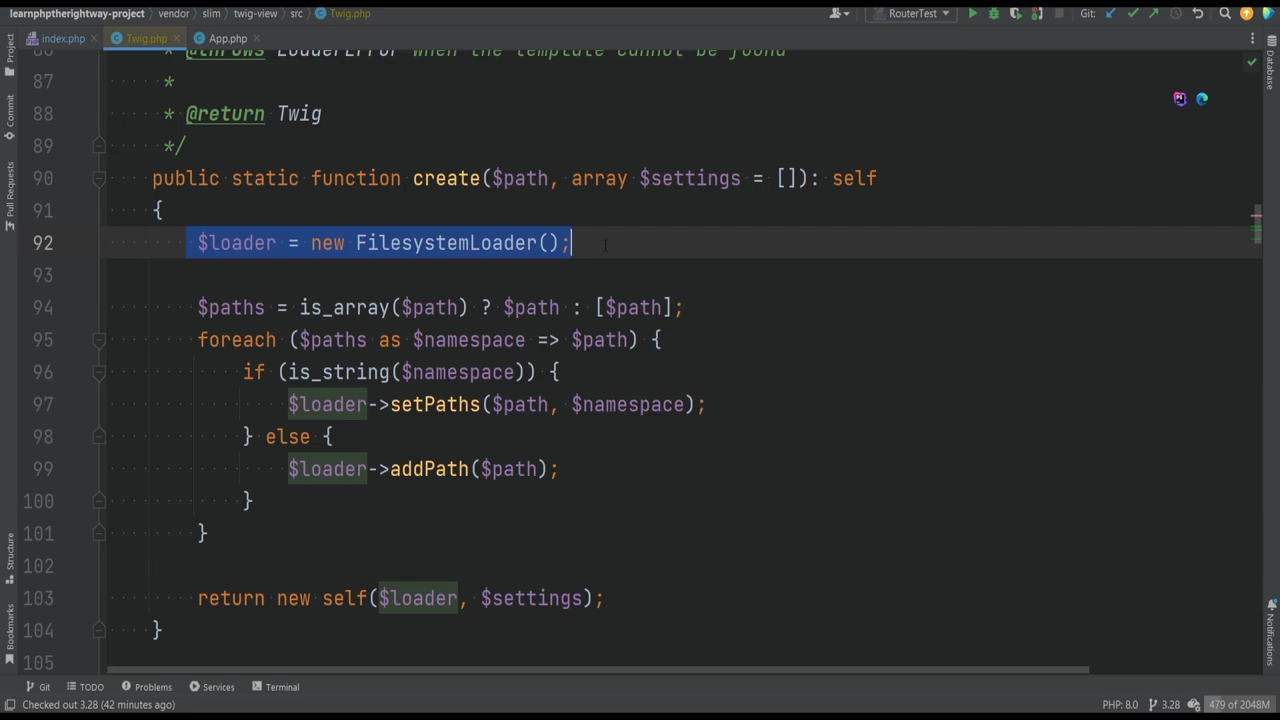 learnphptherightway-project > vendor > slim > twig-view > src > Twig.php
RouterTest
Git:
index.php
Twig.php
App.php
86 * @throws LoaderError When the template cannot be found
87 *
88 * @return Twig
89 */
90 public static function create($path, array $settings = []): self
91 {
92 $loader = new FilesystemLoader();
93
94 $paths = is_array($path) ? $path : [$path];
95 foreach ($paths as $namespace => $path) {
96 if (is_string($namespace)) {
97 $loader->setPaths($path, $namespace);
98 } else {
99 $loader->addPath($path);
100 }
101 }
102
103 return new self($loader, $settings);
104 }
105
Project
Commit
Pull Requests
Structure
Bookmarks
Database
Notifications
Git
TODO
Problems
Services
Terminal
Checked out 3.28 (42 minutes ago)
PHP: 8.0
3.28
479 of 2048M